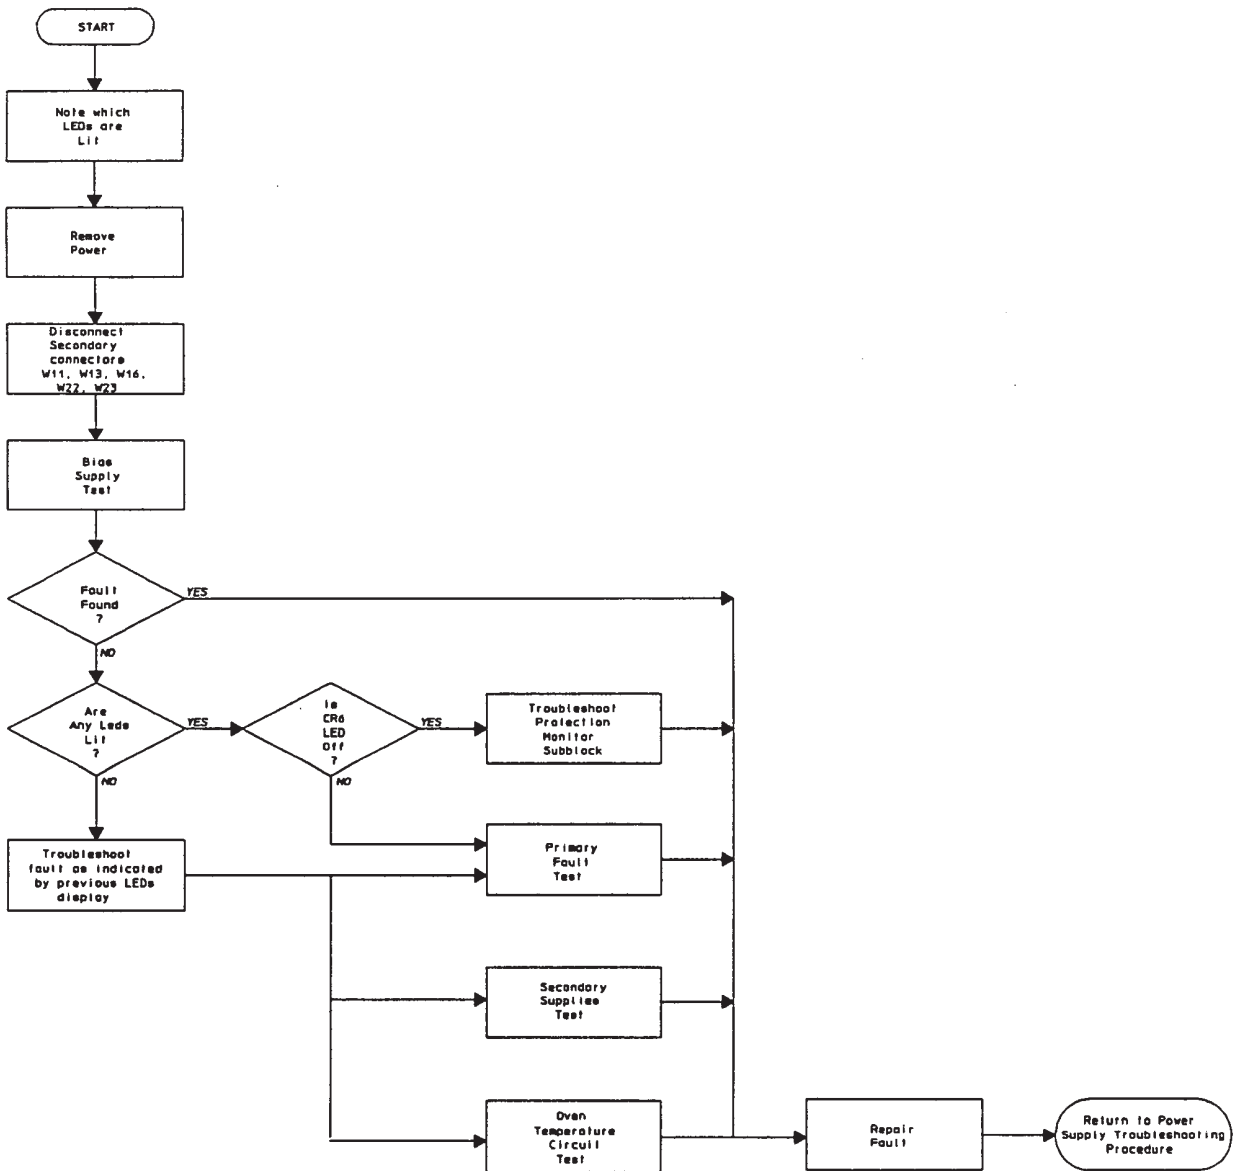 START
Note which
LEDs are
Lit
Remove
Power
Disconnect
Secondary
connectors
W11, W13, W16,
W22, W23
Bias
Supply
Test
Fault
Found
?
YES
NO
Are
Any Leds
Lit
?
YES
NO
Is
CR6
LED
Off
?
YES
NO
Troubleshoot
Protection
Monitor
Subblock
Troubleshoot
fault as indicated
by previous LEDs
display
Primary
Fault
Test
Secondary
Supplies
Test
Oven
Temperature
Circuit
Test
Repair
Fault
Return to Power
Supply Troubleshooting
Procedure